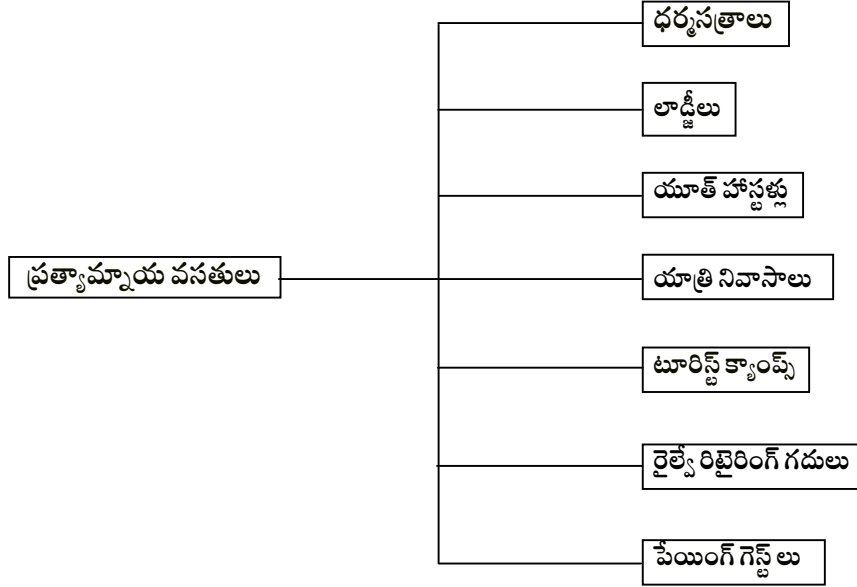 ధర్మసత్రాలు
లాడ్జీలు
యూత్ హాస్టళ్లు
ప్రత్యామ్నాయ వసతులు
యాత్రి నివాసాలు
టూరిస్ట్ క్యాంప్స్
రైల్వే రిటైరింగ్ గదులు
పేయింగ్ గెస్ట్ లు